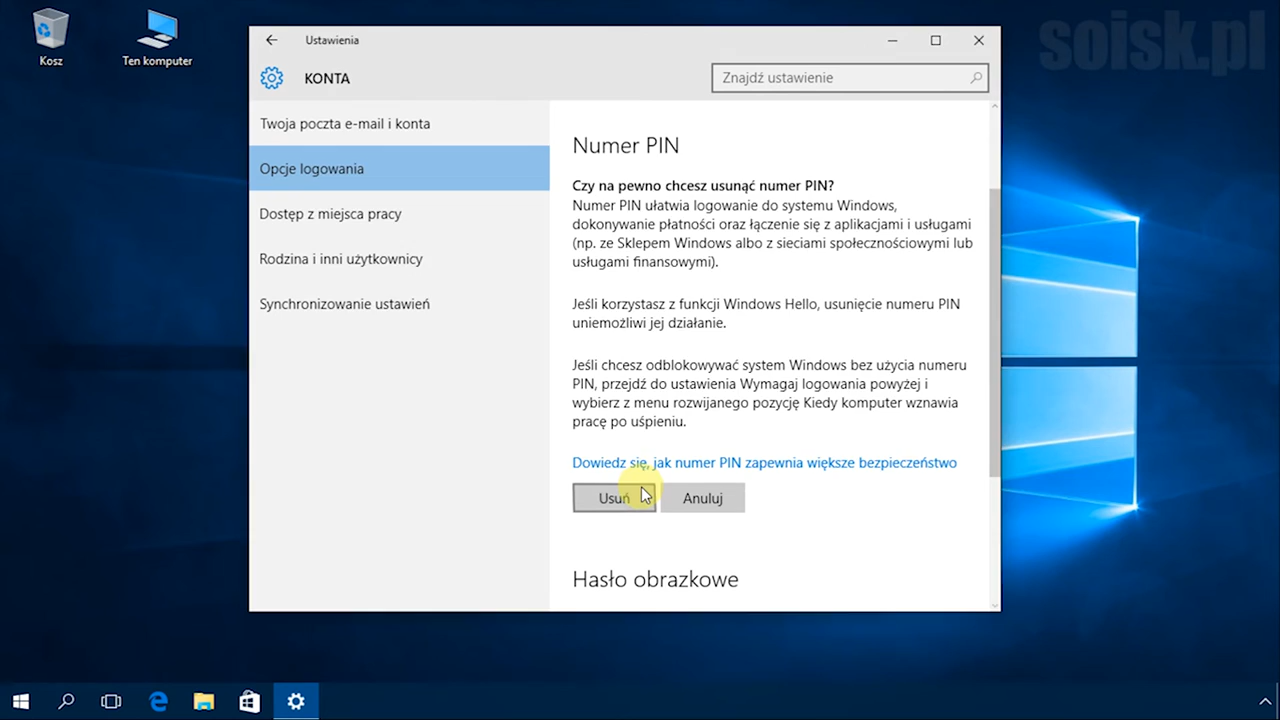 Kosz
Ten komputer
soisk.pl
Ustawienia
KONTA
Znajdź ustawienie
Twoja poczta e-mail i konta
Opcje logowania
Dostęp z miejsca pracy
Rodzina i inni użytkownicy
Synchronizowanie ustawień
Numer PIN
Czy na pewno chcesz usunąć numer PIN?
Numer PIN ułatwia logowanie do systemu Windows,
dokonywanie płatności oraz łączenie się z aplikacjami i usługami
(np. ze Sklepem Windows albo z sieciami społecznościowymi lub
usługami finansowymi).
Jeśli korzystasz z funkcji Windows Hello, usunięcie numeru PIN
uniemożliwi jej działanie.
Jeśli chcesz odblokowywać system Windows bez użycia numeru
PIN, przejdź do ustawienia Wymagaj logowania powyżej i
wybierz z menu rozwijanego pozycję Kiedy komputer wznawia
pracę po uśpieniu.
Dowiedz się, jak numer PIN zapewnia większe bezpieczeństwo
Usuń
Anuluj
Hasło obrazkowe